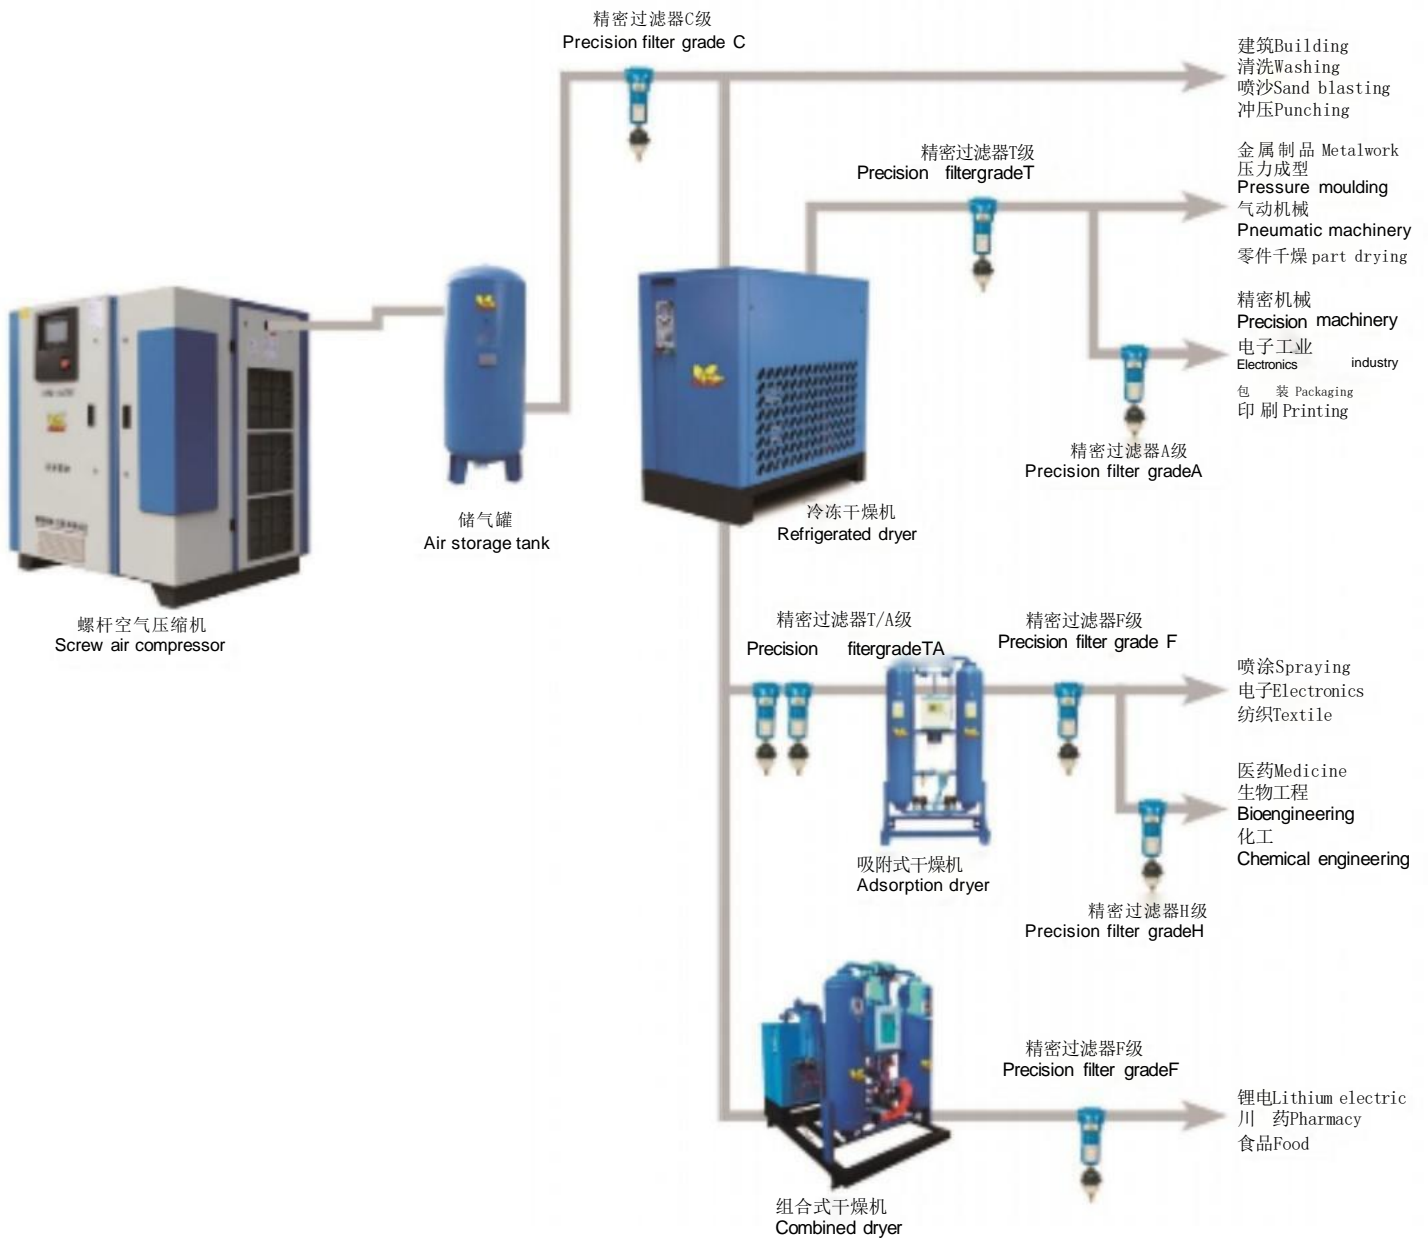 精密过滤器C级
Precision filter grade C
建筑Building
清洗Washing
喷沙Sand blasting
冲压Punching
精密过滤器T级
Precision filtergradeT
金属制品 Metalwork
压力成型
Pressure moulding
气动机械
Pneumatic machinery
零件干燥 part drying
精密机械
Precision machinery
电子工业
Electronics industry
包 装 Packaging
印 刷 Printing
精密过滤器A级
Precision filter gradeA
储气罐
Air storage tank
冷冻干燥机
Refrigerated dryer
螺杆空气压缩机
Screw air compressor
精密过滤器T/A级
Precision fitergradeTA
精密过滤器F级
Precision filter grade F
喷涂Spraying
电子Electronics
纺织Textile
医药Medicine
生物工程
Bioengineering
化工
Chemical engineering
吸附式干燥机
Adsorption dryer
精密过滤器H级
Precision filter gradeH
精密过滤器F级
Precision filter gradeF
锂电Lithium electric
川 药Pharmacy
食品Food
组合式干燥机
Combined dryer